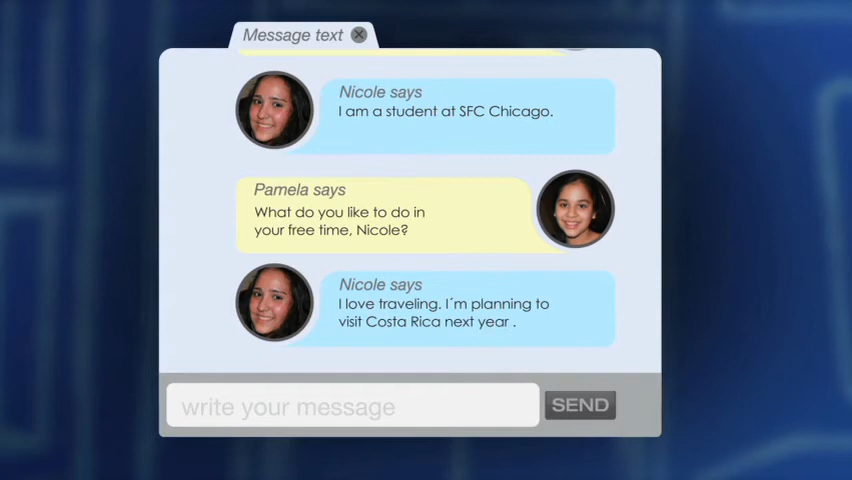 Message text
Nicole says
I am a student at SFC Chicago.
Pamela says
What do you like to do in
your free time, Nicole?
Nicole says
I love traveling. I´m planning to
visit Costa Rica next year .
write your message
SEND